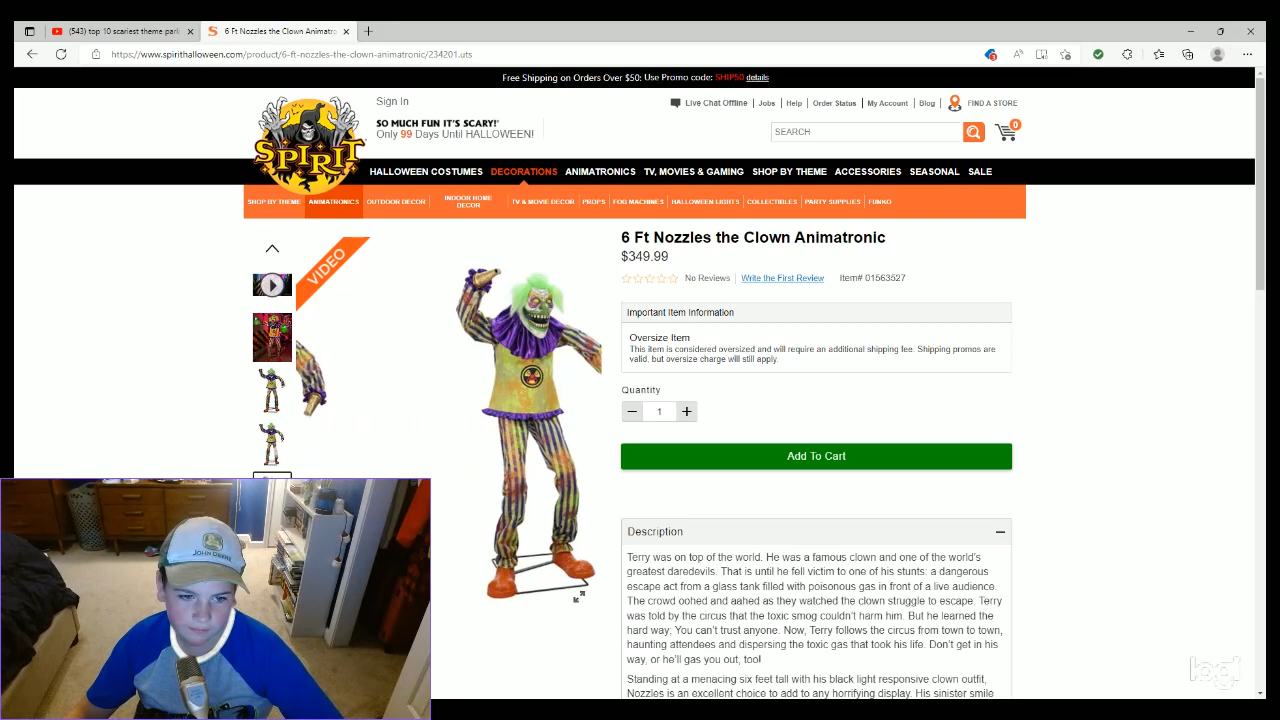 (543) top 10 scariest theme park
6 Ft Nozzles the Clown Animatro
https://www.spirithalloween.com/product/6-ft-nozzles-the-clown-animatronic/234201.uts
Free Shipping on Orders Over $50: Use Promo code: SHIP50 details
Sign In
Live Chat Offline
Jobs
Help
Order Status
My Account
Blog
FIND A STORE
SO MUCH FUN IT'S SCARY!®
Only 99 Days Until HALLOWEEN!
SEARCH
0
SPIRIT
HALLOWEEN COSTUMES DECORATIONS ANIMATRONICS TV, MOVIES & GAMING SHOP BY THEME ACCESSORIES SEASONAL SALE
SHOP BY THEME ANIMATRONICS OUTDOOR DECOR INDOOR HOME DECOR TV & MOVIE DECOR PROPS FOG MACHINES HALLOWEEN LIGHTS COLLECTIBLES PARTY SUPPLIES FUNKO
VIDEO
6 Ft Nozzles the Clown Animatronic
$349.99
No Reviews
Write the First Review
Item# 01563527
Important Item Information
Oversize Item
This item is considered oversized and will require an additional shipping fee. Shipping promos are
valid, but oversize charge will still apply.
Quantity
1
Add To Cart
Description
Terry was on top of the world. He was a famous clown and one of the world's
greatest daredevils. That is until he fell victim to one of his stunts: a dangerous
escape act from a glass tank filled with poisonous gas in front of a live audience.
The crowd oohed and aahed as they watched the clown struggle to escape. Terry
was told by the circus that the toxic smog couldn't harm him. But he learned the
hard way; You can't trust anyone. Now, Terry follows the circus from town to town,
haunting attendees and dispersing the toxic gas that took his life. Don't get in his
way, or he'll gas you out, too!
Standing at a menacing six feet tall with his black light responsive clown outfit,
Nozzles is an excellent choice to add to any horrifying display. His sinister smile
JOHN DEERE
logi